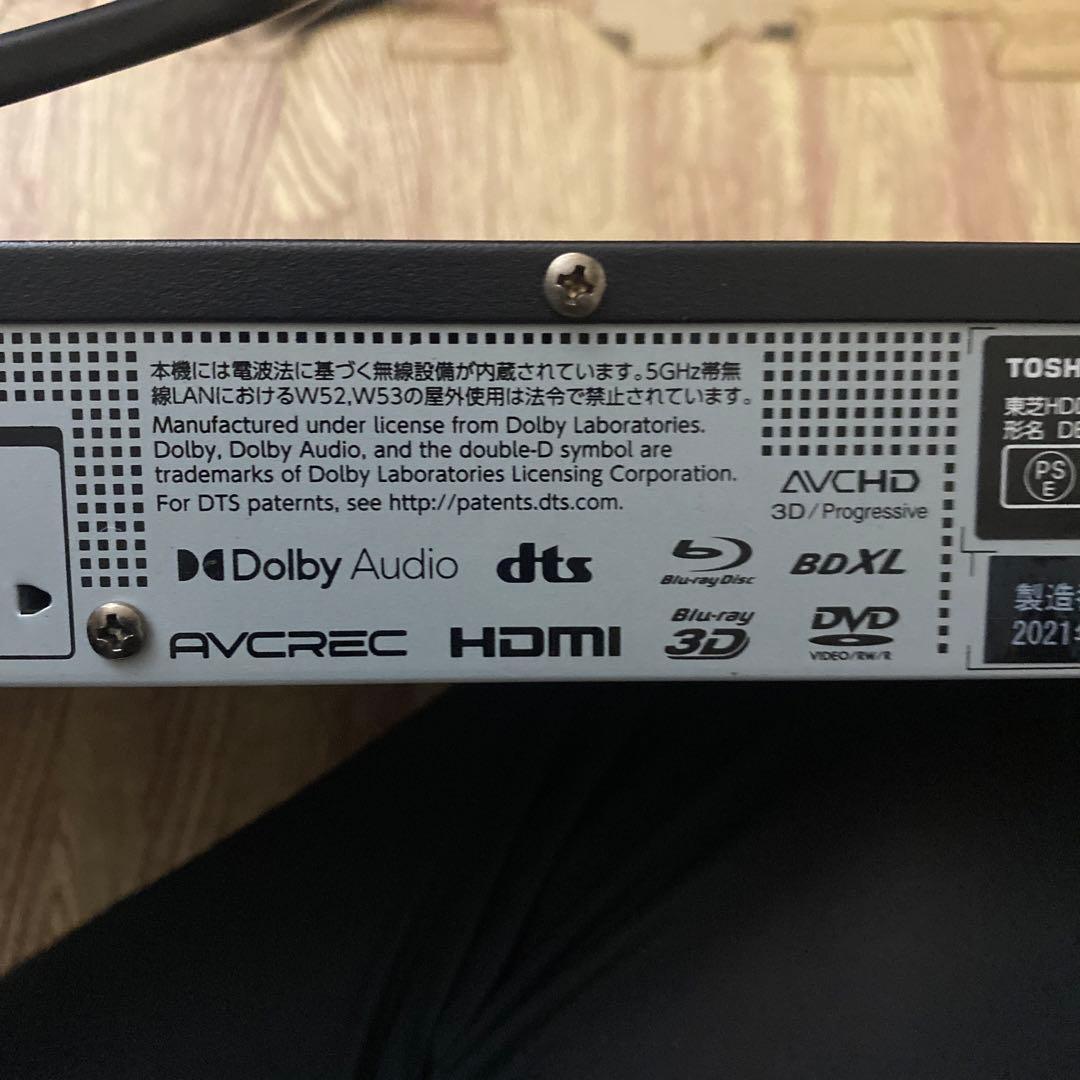 本機には電波法に基づく無線設備が内蔵されています。5GHz帯無
線LANにおけるW52,W53の屋外使用は法令で禁止されています。
Manufactured under license from Dolby Laboratories.
Dolby, Dolby Audio, and the double-D symbol are
trademarks of Dolby Laboratories Licensing Corporation.
For DTS paternts, see http://patents.dts.com.
AVCHD
3D/Progressive
Dolby Audio
dts
Blu-ray Disc
BDXL
AVCREC
HDMI
Blu-ray
3D
DVD
VIDEO/RW/R
TOSH
東芝HD
形名 D
PS
E
製造
2021